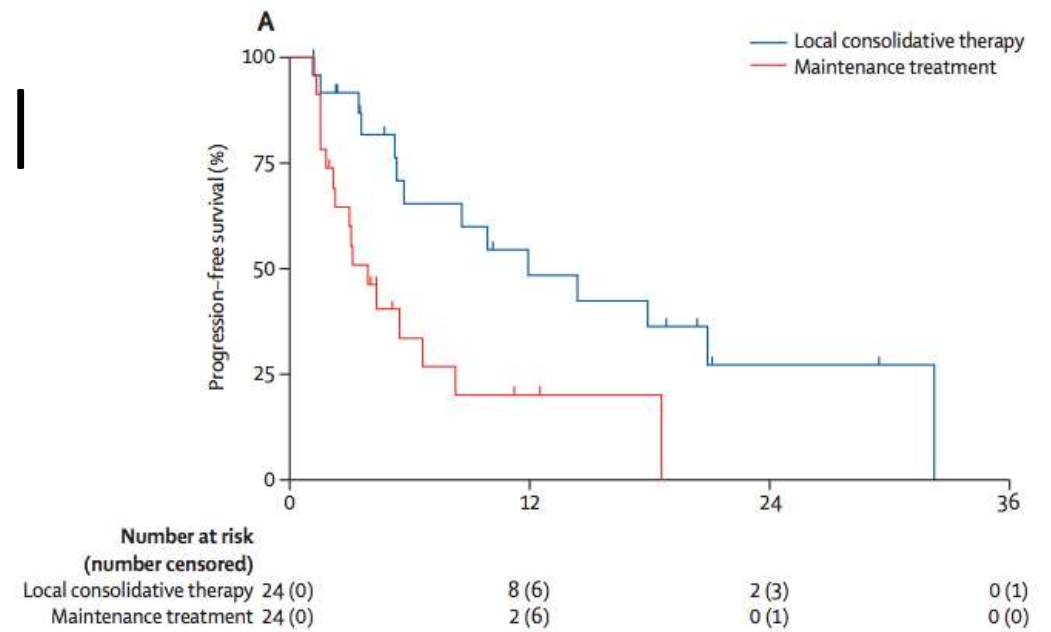 A
Local consolidative therapy
Maintenance treatment
100
75
50
25
0
Progression–free survival (%)
0 12 24 36
Number at risk
(number censored)
Local consolidative therapy 24 (0) 8 (6) 2 (3) 0 (1)
Maintenance treatment 24 (0) 2 (6) 0 (1) 0 (0)